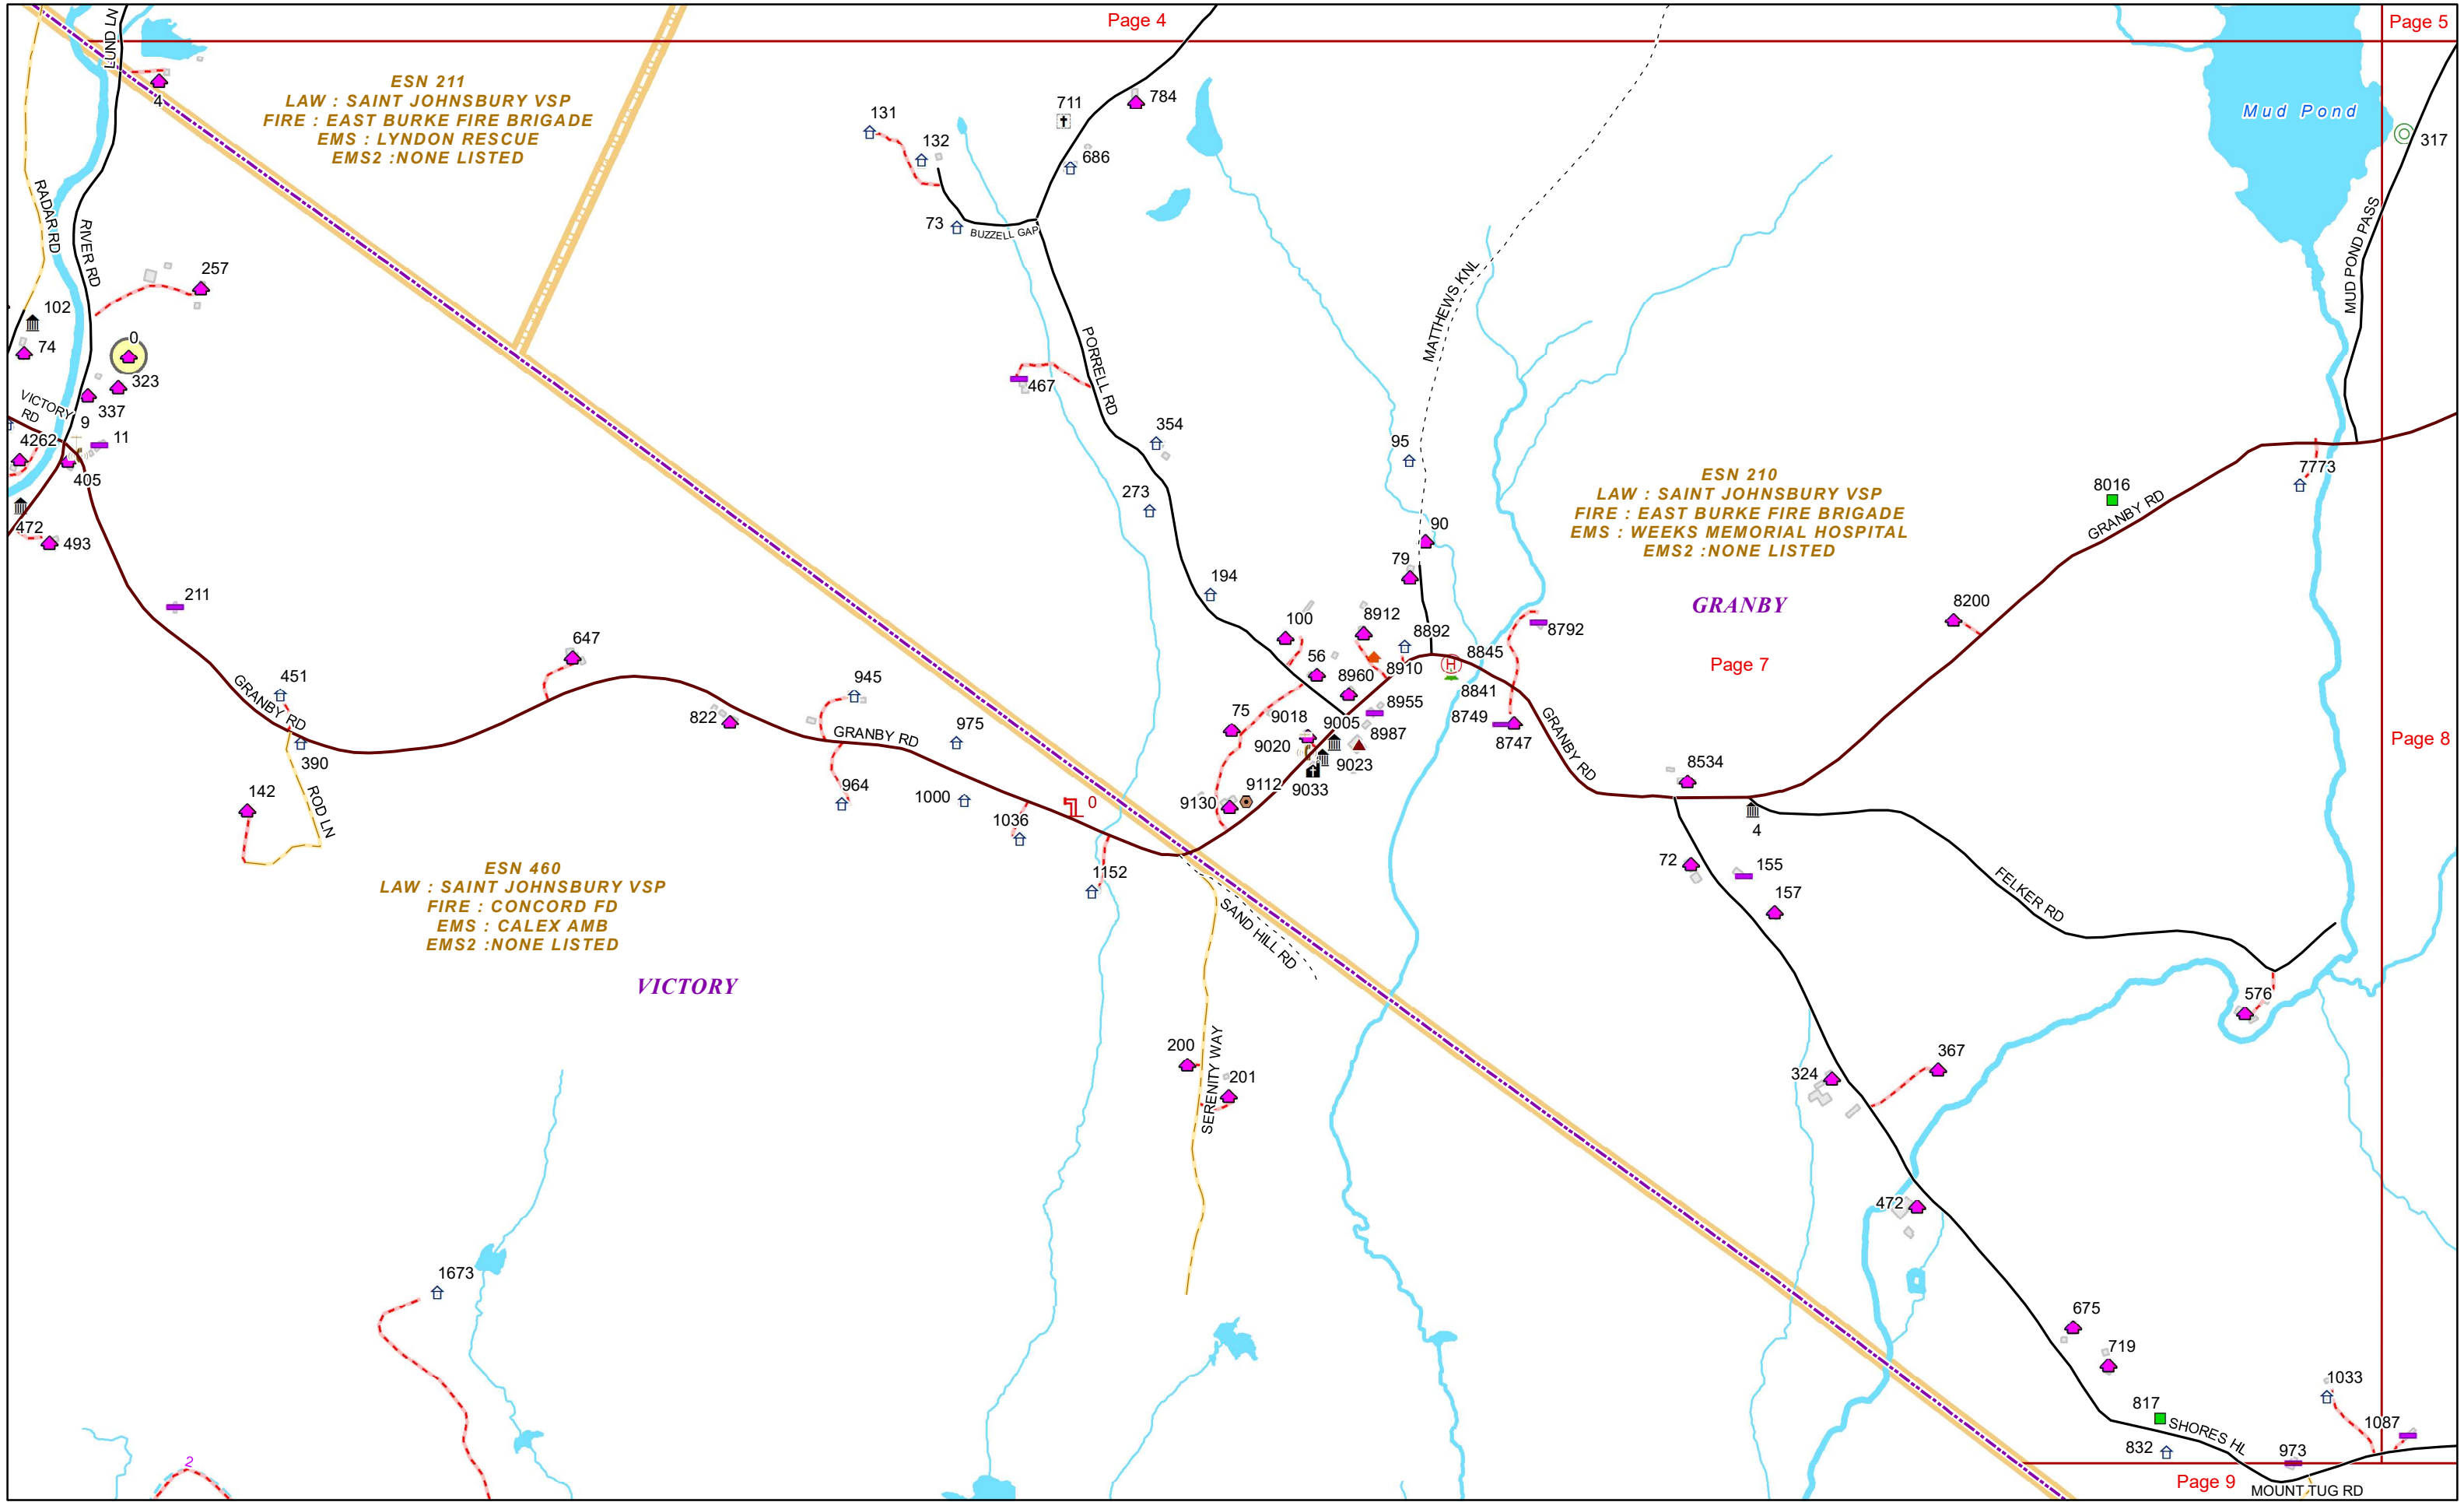 Page 4
Page 5
LUND LN
4
ESN 211
LAW : SAINT JOHNSBURY VSP
FIRE : EAST BURKE FIRE BRIGADE
EMS : LYNDON RESCUE
EMS2 :NONE LISTED
131
132
711
784
686
73
BUZZELL GAP
Mud Pond
317
MUD POND PASS
RADAR RD
RIVER RD
257
102
74
0
323
337
VICTORY
RD
9
11
4262
405
472
493
MATTHEWS KNL
PORRELL RD
467
354
273
194
95
90
79
ESN 210
LAW : SAINT JOHNSBURY VSP
FIRE : EAST BURKE FIRE BRIGADE
EMS : WEEKS MEMORIAL HOSPITAL
EMS2 :NONE LISTED
GRANBY
Page 7
8016
GRANBY RD
7773
8200
211
647
451
GRANBY RD
390
142
ROD LN
822
945
GRANBY RD
975
964
1000
1036
0
1152
100
8912
8892
56
8960
8910
8845
8841
8792
75
9018
9005
8955
8987
9020
9023
9033
9112
9130
H
8749
8747
GRANBY RD
8534
4
Page 8
72
155
157
FELKER RD
576
ESN 460
LAW : SAINT JOHNSBURY VSP
FIRE : CONCORD FD
EMS : CALEX AMB
EMS2 :NONE LISTED
VICTORY
SAND HILL RD
200
201
SERENITY WAY
324
367
472
1673
2
675
719
817
SHORES HL
832
973
1033
1087
Page 9
MOUNT TUG RD